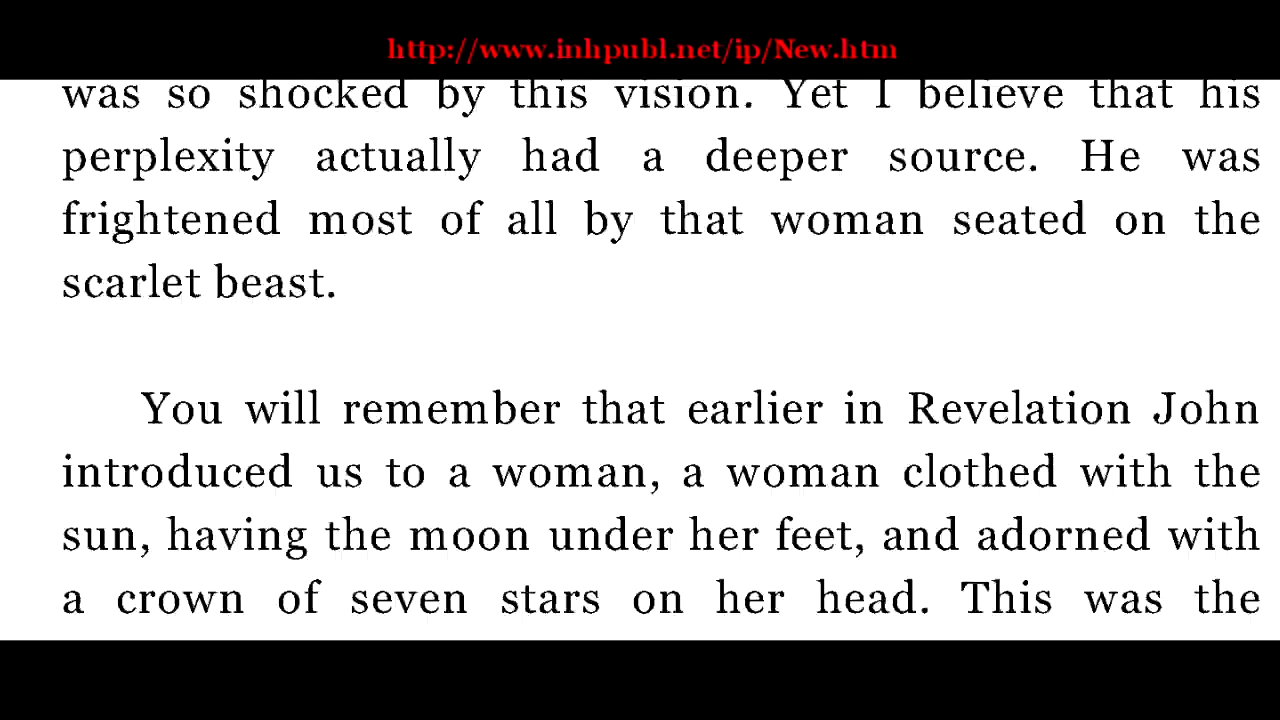 http://www.inhpubl.net/ip/New.htm
was so shocked by this vision. Yet I believe that his
perplexity actually had a deeper source. He was
frightened most of all by that woman seated on the
scarlet beast.
You will remember that earlier in Revelation John
introduced us to a woman, a woman clothed with the
sun, having the moon under her feet, and adorned with
a crown of seven stars on her head. This was the